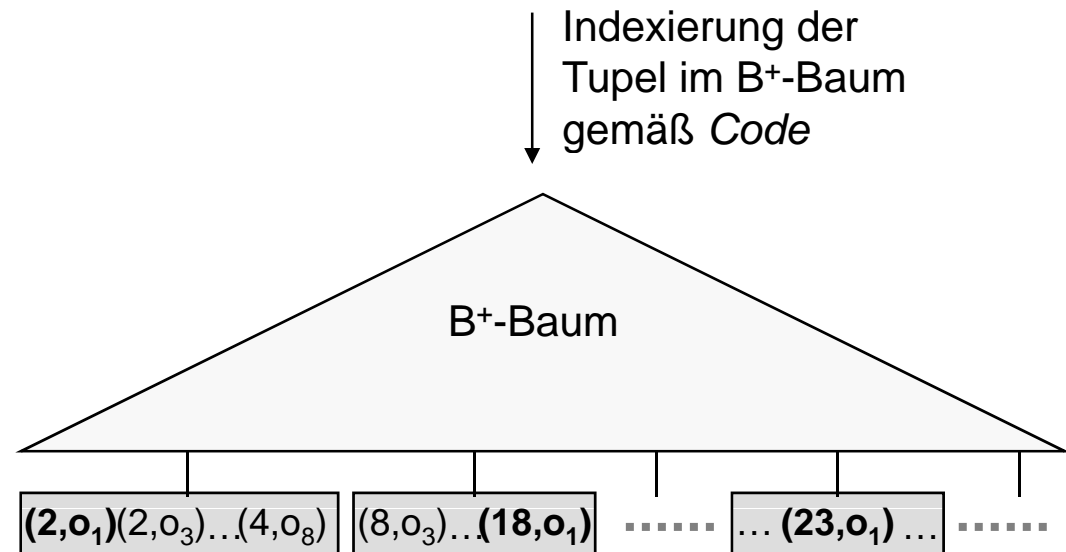 Indexierung der
Tupel im B⁺-Baum
gemäß Code
B⁺-Baum
(2,o₁)(2,o₃)…(4,o₈) (8,o₃)…(18,o₁) …… … (23,o₁) … ……